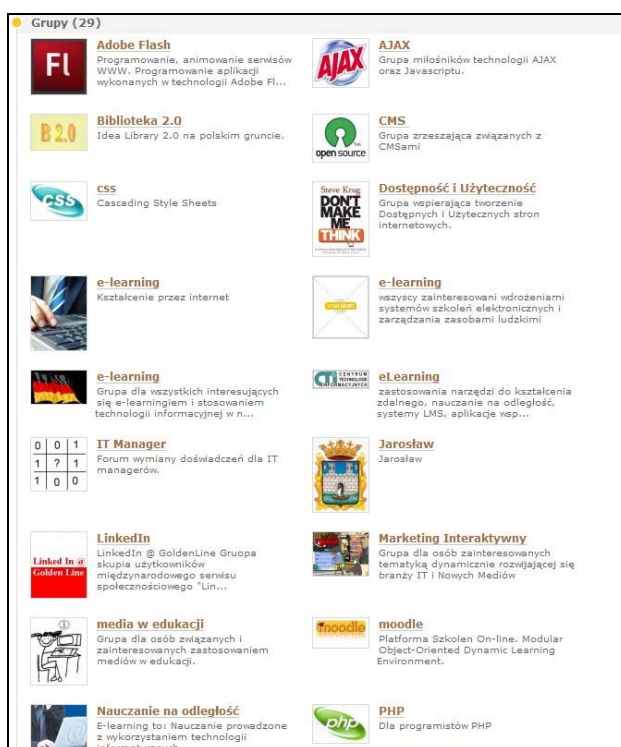 Grupy (29)
Fl
Adobe Flash
Programowanie, animowanie serwisów
WWW. Programowanie aplikacji
wykonanych w technologii Adobe Fl...
AJAX
AJAX
Grupa miłośników technologii AJAX
oraz Javascriptu.
B 2.0
Biblioteka 2.0
Idea Library 2.0 na polskim gruncie.
open source
CMS
Grupa zrzeszająca związanych z
CMSami
css
css
Cascading Style Sheets
Steve Krug
DON'T
MAKE
ME
THINK
Dostępność i Użyteczność
Grupa wspierająca tworzenie
Dostępnych i Użytecznych stron
internetowych.
e-learning
Kształcenie przez internet
e-learning
wszyscy zainteresowani wdrożeniami
systemów szkoleń elektronicznych i
zarządzania zasobami ludzkimi
e-learning
Grupa dla wszystkich interesujących
się e-learningiem i stosowaniem
technologii informacyjnej w n...
CTI CENTRUM
TECHNOLOGII
INFORMACYJNYCH
eLearning
zastosowania narzędzi do kształcenia
zdalnego, nauczanie na odległość,
systemy LMS, aplikacje wsp...
0 0 1
1 ? 1
1 0 0
IT Manager
Forum wymiany doświadczeń dla IT
managerów.
Jarosław
Jarosław
Linked In @
Golden Line
LinkedIn
LinkedIn @ GoldenLine Gruopa
skupia użytkowników
międzynarodowego serwisu
społecznościowego "Lin...
Marketing Interaktywny
Grupa dla osób zainteresowanych
tematyką dynamicznie rozwijającej się
branży IT i Nowych Mediów
media w edukacji
Grupa dla osób związanych i
zainteresowanych zastosowaniem
mediów w edukacji.
moodle
moodle
Platforma Szkolen On-line. Modular
Object-Oriented Dynamic Learning
Environment.
Nauczanie na odległość
E-learning to: Nauczanie prowadzone
z wykorzystaniem technologii
php
PHP
Dla programistów PHP